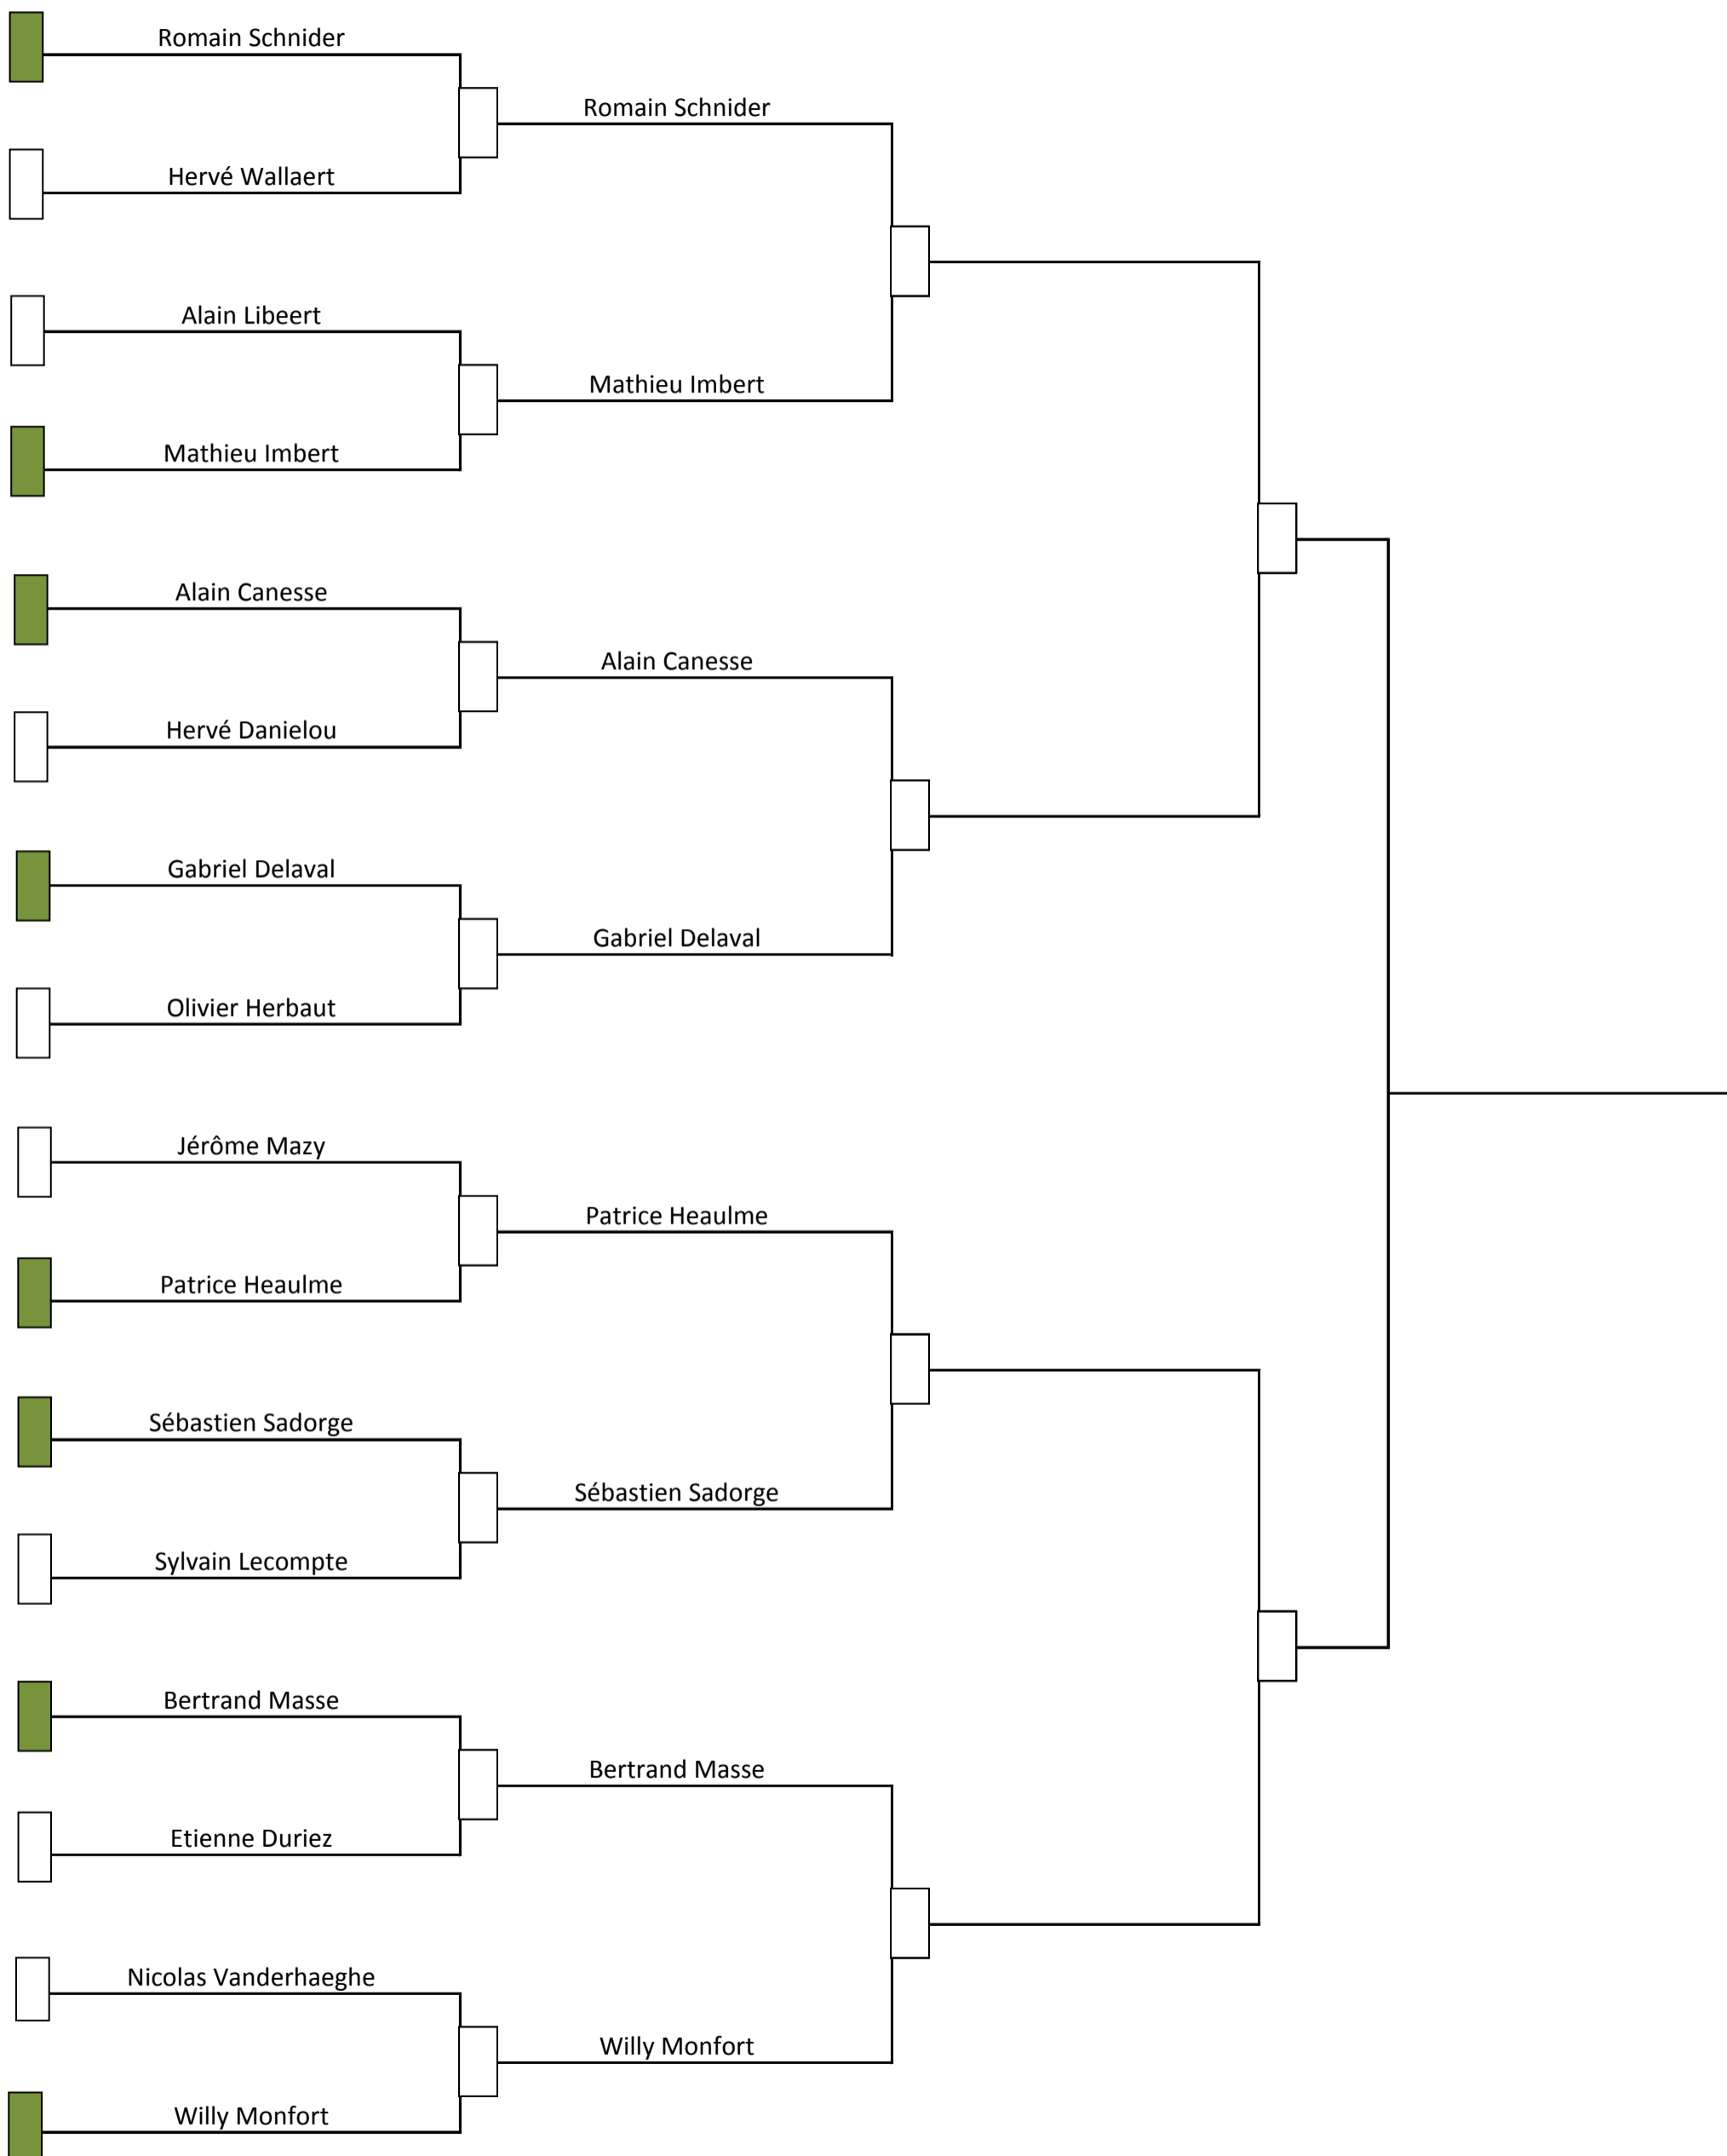 Romain Schnider
Romain Schnider
Hervé Wallaert
Alain Libeert
Mathieu Imbert
Mathieu Imbert
Alain Canesse
Alain Canesse
Hervé Danielou
Gabriel Delaval
Gabriel Delaval
Olivier Herbaut
Jérôme Mazy
Patrice Heaulme
Patrice Heaulme
Sébastien Sadorge
Sébastien Sadorge
Sylvain Lecompte
Bertrand Masse
Bertrand Masse
Etienne Duriez
Nicolas Vanderhaeghe
Willy Monfort
Willy Monfort